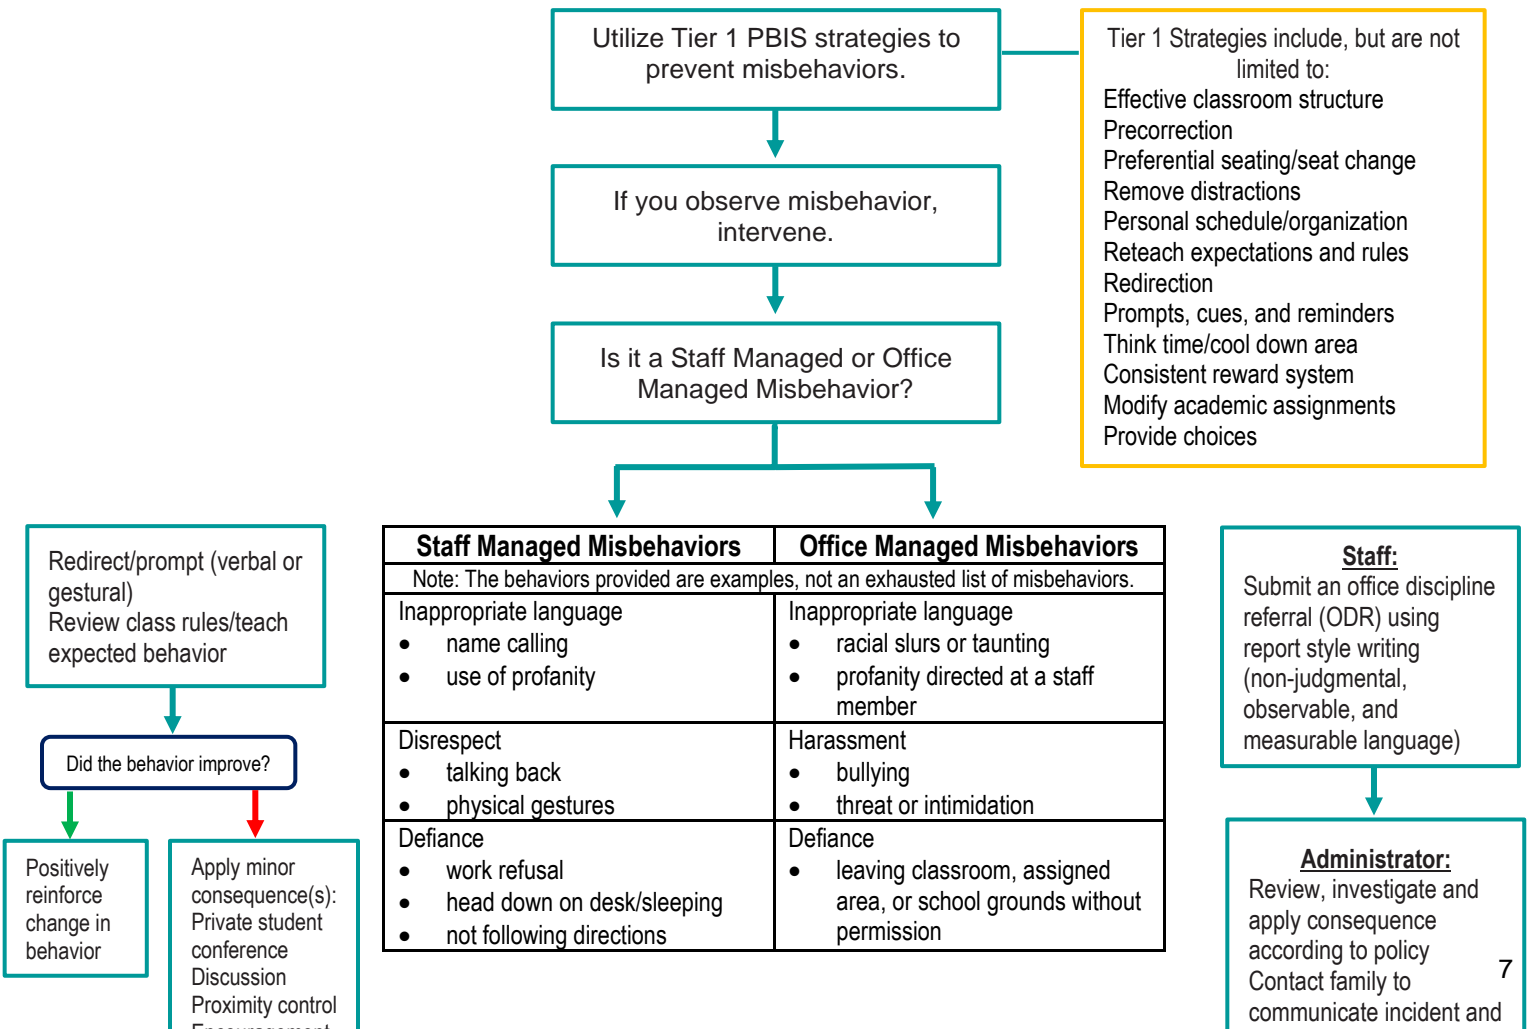 Utilize Tier 1 PBIS strategies to
prevent misbehaviors.
Tier 1 Strategies include, but are not
limited to:
Effective classroom structure
Precorrection
Preferential seating/seat change
Remove distractions
Personal schedule/organization
Reteach expectations and rules
Redirection
Prompts, cues, and reminders
Think time/cool down area
Consistent reward system
Modify academic assignments
Provide choices
If you observe misbehavior,
intervene.
Is it a Staff Managed or Office
Managed Misbehavior?
Redirect/prompt (verbal or
gestural)
Review class rules/teach
expected behavior
Did the behavior improve?
Positively
reinforce
change in
behavior
Apply minor
consequence(s):
Private student
conference
Discussion
Proximity control
Encouragement
Staff Managed Misbehaviors
Office Managed Misbehaviors
Note: The behaviors provided are examples, not an exhausted list of misbehaviors.
Inappropriate language
• name calling
• use of profanity
Inappropriate language
• racial slurs or taunting
• profanity directed at a staff
member
Disrespect
• talking back
• physical gestures
Harassment
• bullying
• threat or intimidation
Defiance
• work refusal
• head down on desk/sleeping
• not following directions
Defiance
• leaving classroom, assigned
area, or school grounds without
permission
Staff:
Submit an office discipline
referral (ODR) using
report style writing
(non-judgmental,
observable, and
measurable language)
Administrator:
Review, investigate and
apply consequence
according to policy
Contact family to
communicate incident and
7